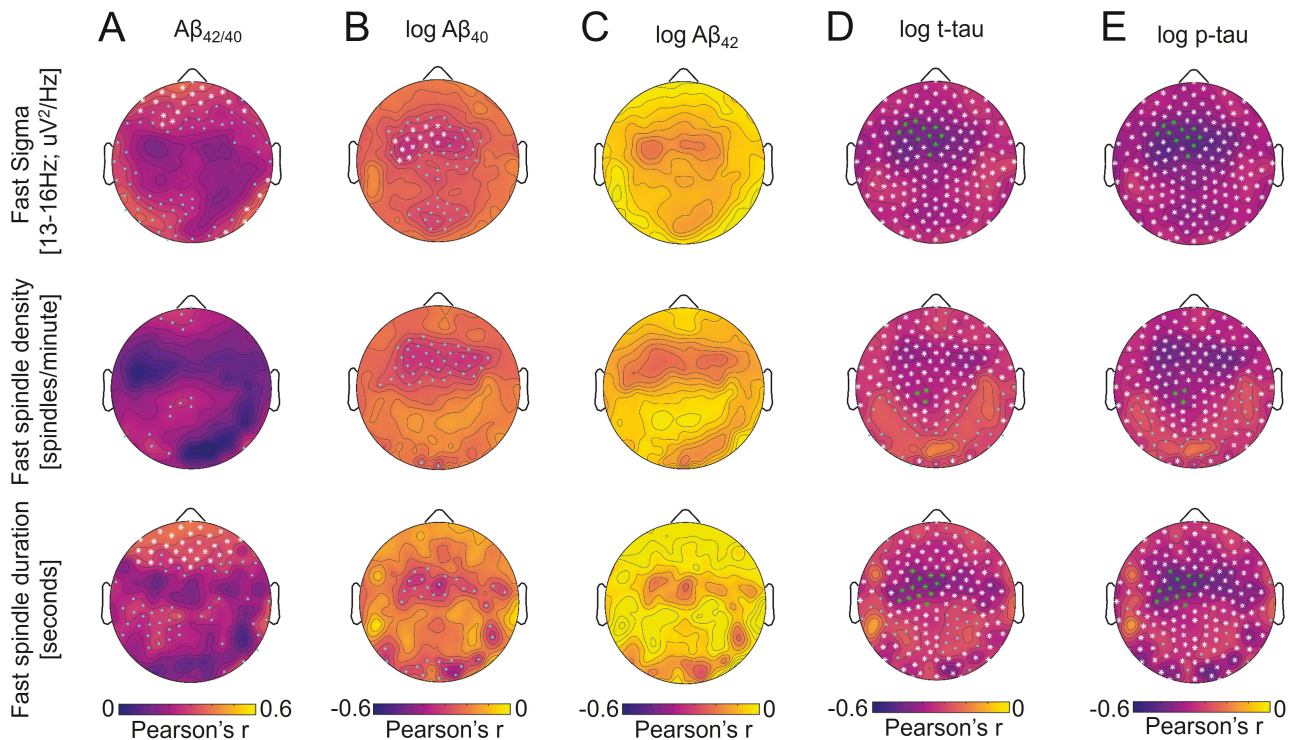 A Aβ42/40 B log Aβ40 C log Aβ42 D log t-tau E log p-tau
Fast Sigma
[13-16Hz; uV²/Hz]
Fast spindle density
[spindles/minute]
Fast spindle duration
[seconds]
0 0.6 -0.6 0 -0.6 0 -0.6 0 -0.6 0
Pearson's r Pearson's r Pearson's r Pearson's r Pearson's r